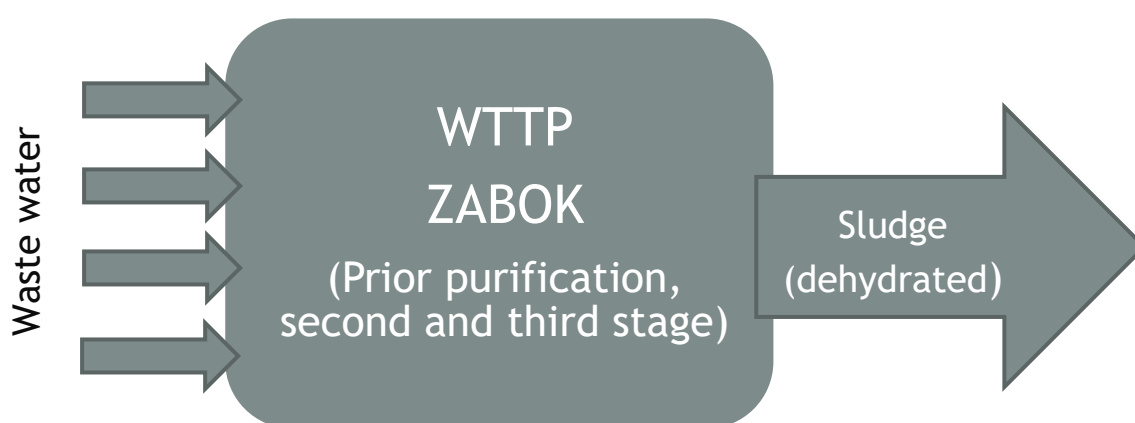 Waste water
WTTP
ZABOK
(Prior purification,
second and third stage)
Sludge
(dehydrated)